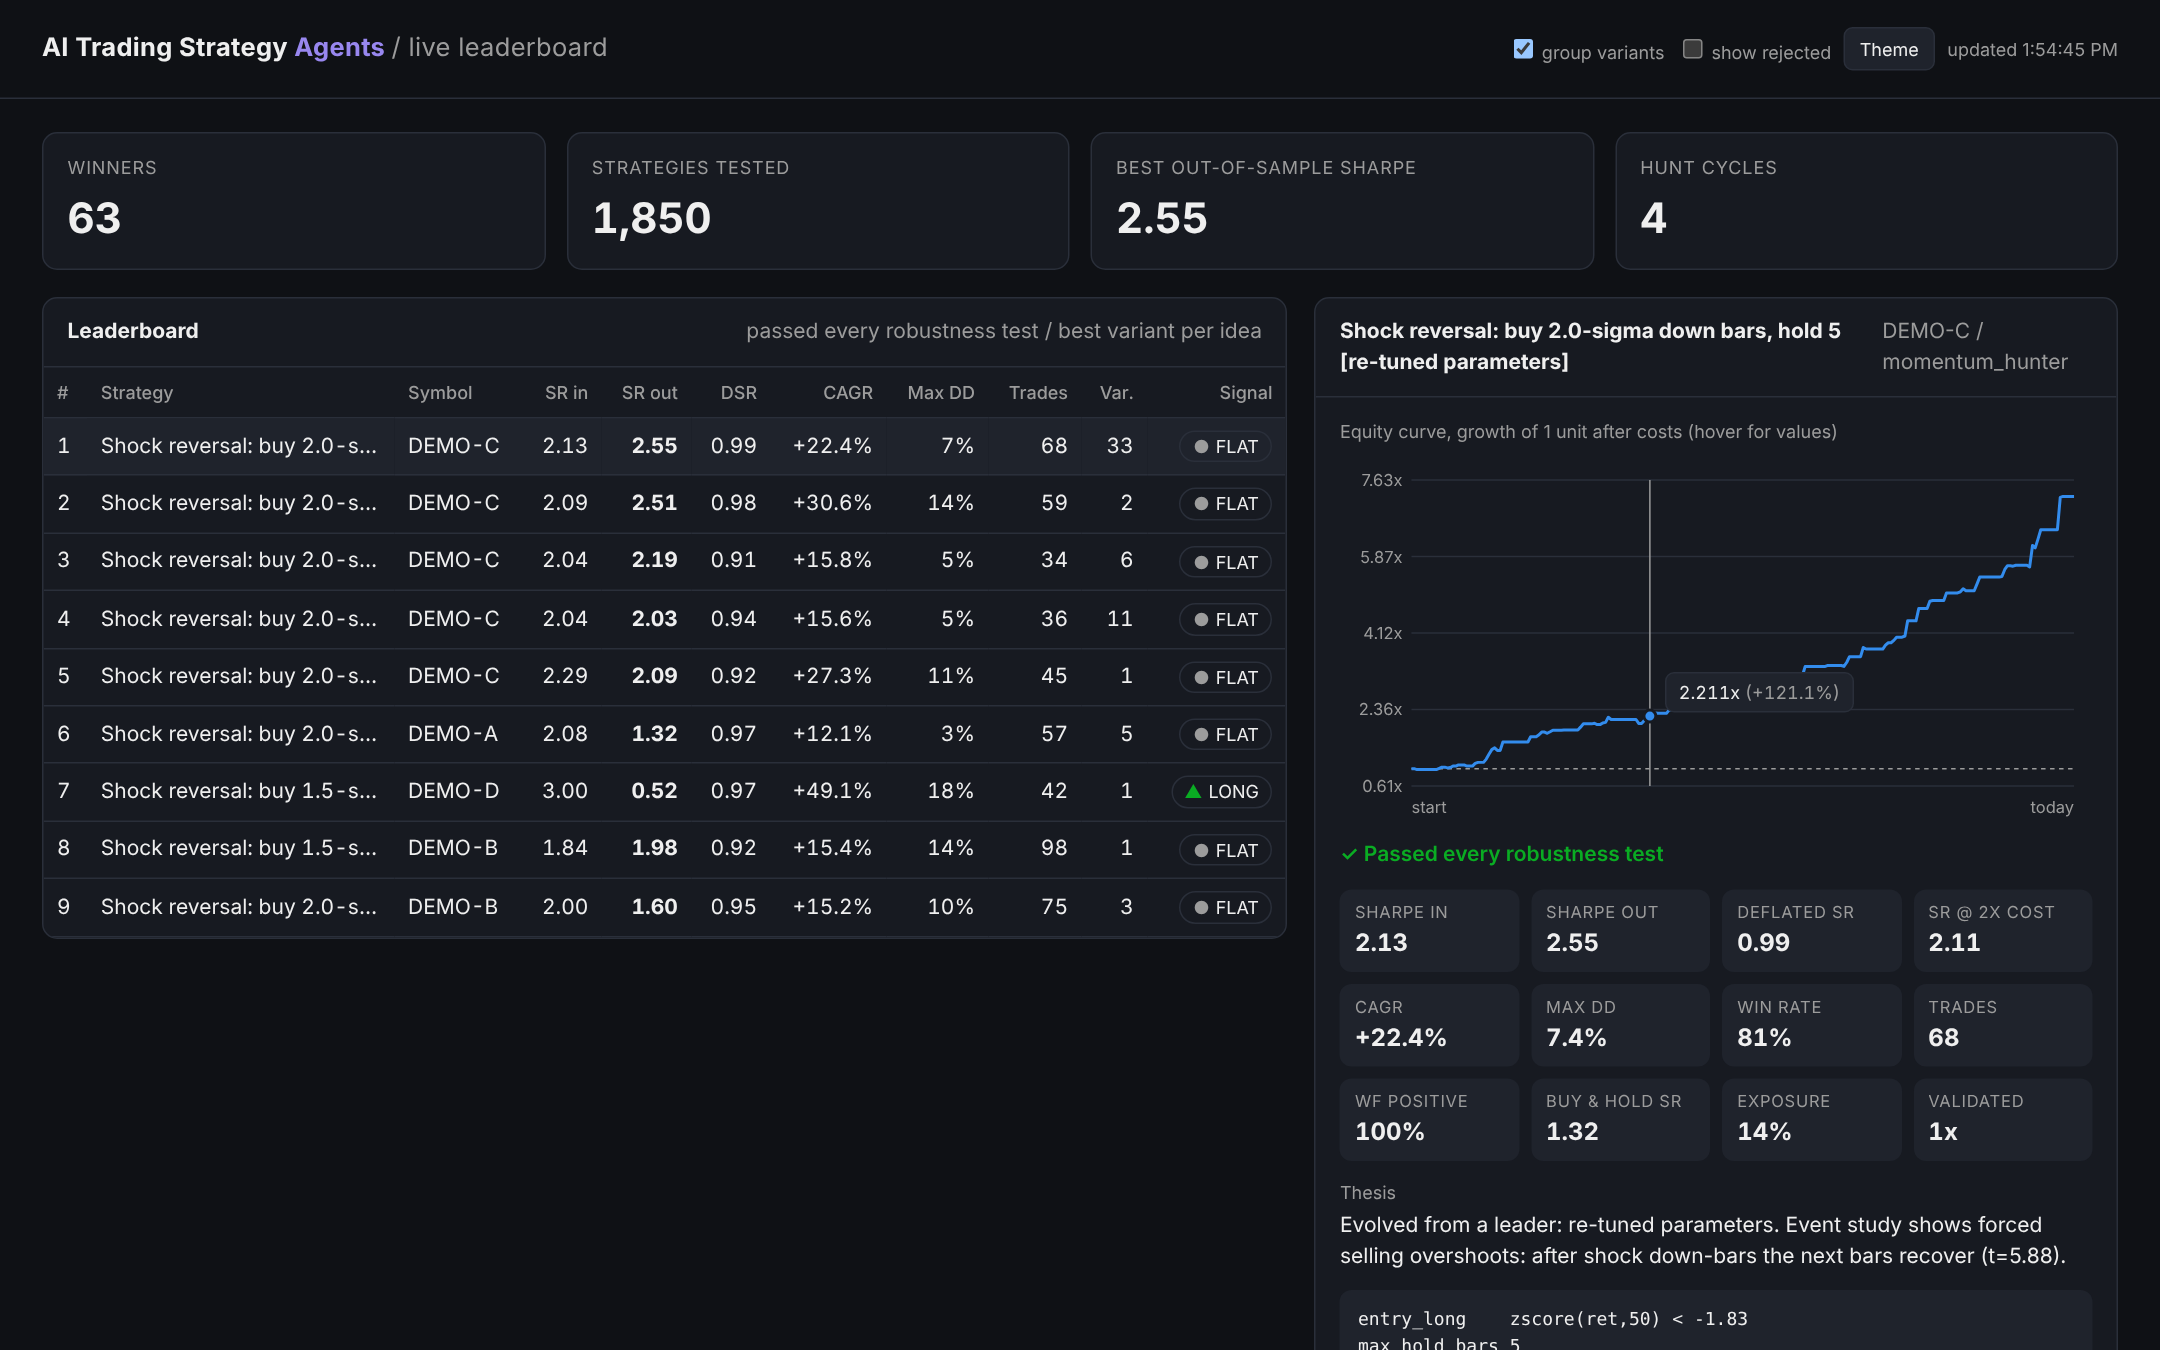 AI Trading Strategy Agents / live leaderboard
group variants show rejected Theme updated 1:54:45 PM
WINNERS
63
STRATEGIES TESTED
1,850
BEST OUT-OF-SAMPLE SHARPE
2.55
HUNT CYCLES
4
Leaderboard passed every robustness test / best variant per idea
# Strategy Symbol SR in SR out DSR CAGR Max DD Trades Var. Signal
1 Shock reversal: buy 2.0-s... DEMO-C 2.13 2.55 0.99 +22.4% 7% 68 33 FLAT
2 Shock reversal: buy 2.0-s... DEMO-C 2.09 2.51 0.98 +30.6% 14% 59 2 FLAT
3 Shock reversal: buy 2.0-s... DEMO-C 2.04 2.19 0.91 +15.8% 5% 34 6 FLAT
4 Shock reversal: buy 2.0-s... DEMO-C 2.04 2.03 0.94 +15.6% 5% 36 11 FLAT
5 Shock reversal: buy 2.0-s... DEMO-C 2.29 2.09 0.92 +27.3% 11% 45 1 FLAT
6 Shock reversal: buy 2.0-s... DEMO-A 2.08 1.32 0.97 +12.1% 3% 57 5 FLAT
7 Shock reversal: buy 1.5-s... DEMO-D 3.00 0.52 0.97 +49.1% 18% 42 1 LONG
8 Shock reversal: buy 1.5-s... DEMO-B 1.84 1.98 0.92 +15.4% 14% 98 1 FLAT
9 Shock reversal: buy 2.0-s... DEMO-B 2.00 1.60 0.95 +15.2% 10% 75 3 FLAT
Shock reversal: buy 2.0-sigma down bars, hold 5
[re-tuned parameters]
DEMO-C /
momentum_hunter
Equity curve, growth of 1 unit after costs (hover for values)
7.63x
5.87x
4.12x
2.36x
0.61x
2.211x (+121.1%)
start today
✓ Passed every robustness test
SHARPE IN
2.13
SHARPE OUT
2.55
DEFLATED SR
0.99
SR @ 2X COST
2.11
CAGR
+22.4%
MAX DD
7.4%
WIN RATE
81%
TRADES
68
WF POSITIVE
100%
BUY & HOLD SR
1.32
EXPOSURE
14%
VALIDATED
1x
Thesis
Evolved from a leader: re-tuned parameters. Event study shows forced
selling overshoots: after shock down-bars the next bars recover (t=5.88).
entry_long zscore(ret,50) < -1.83
max_hold_bars 5